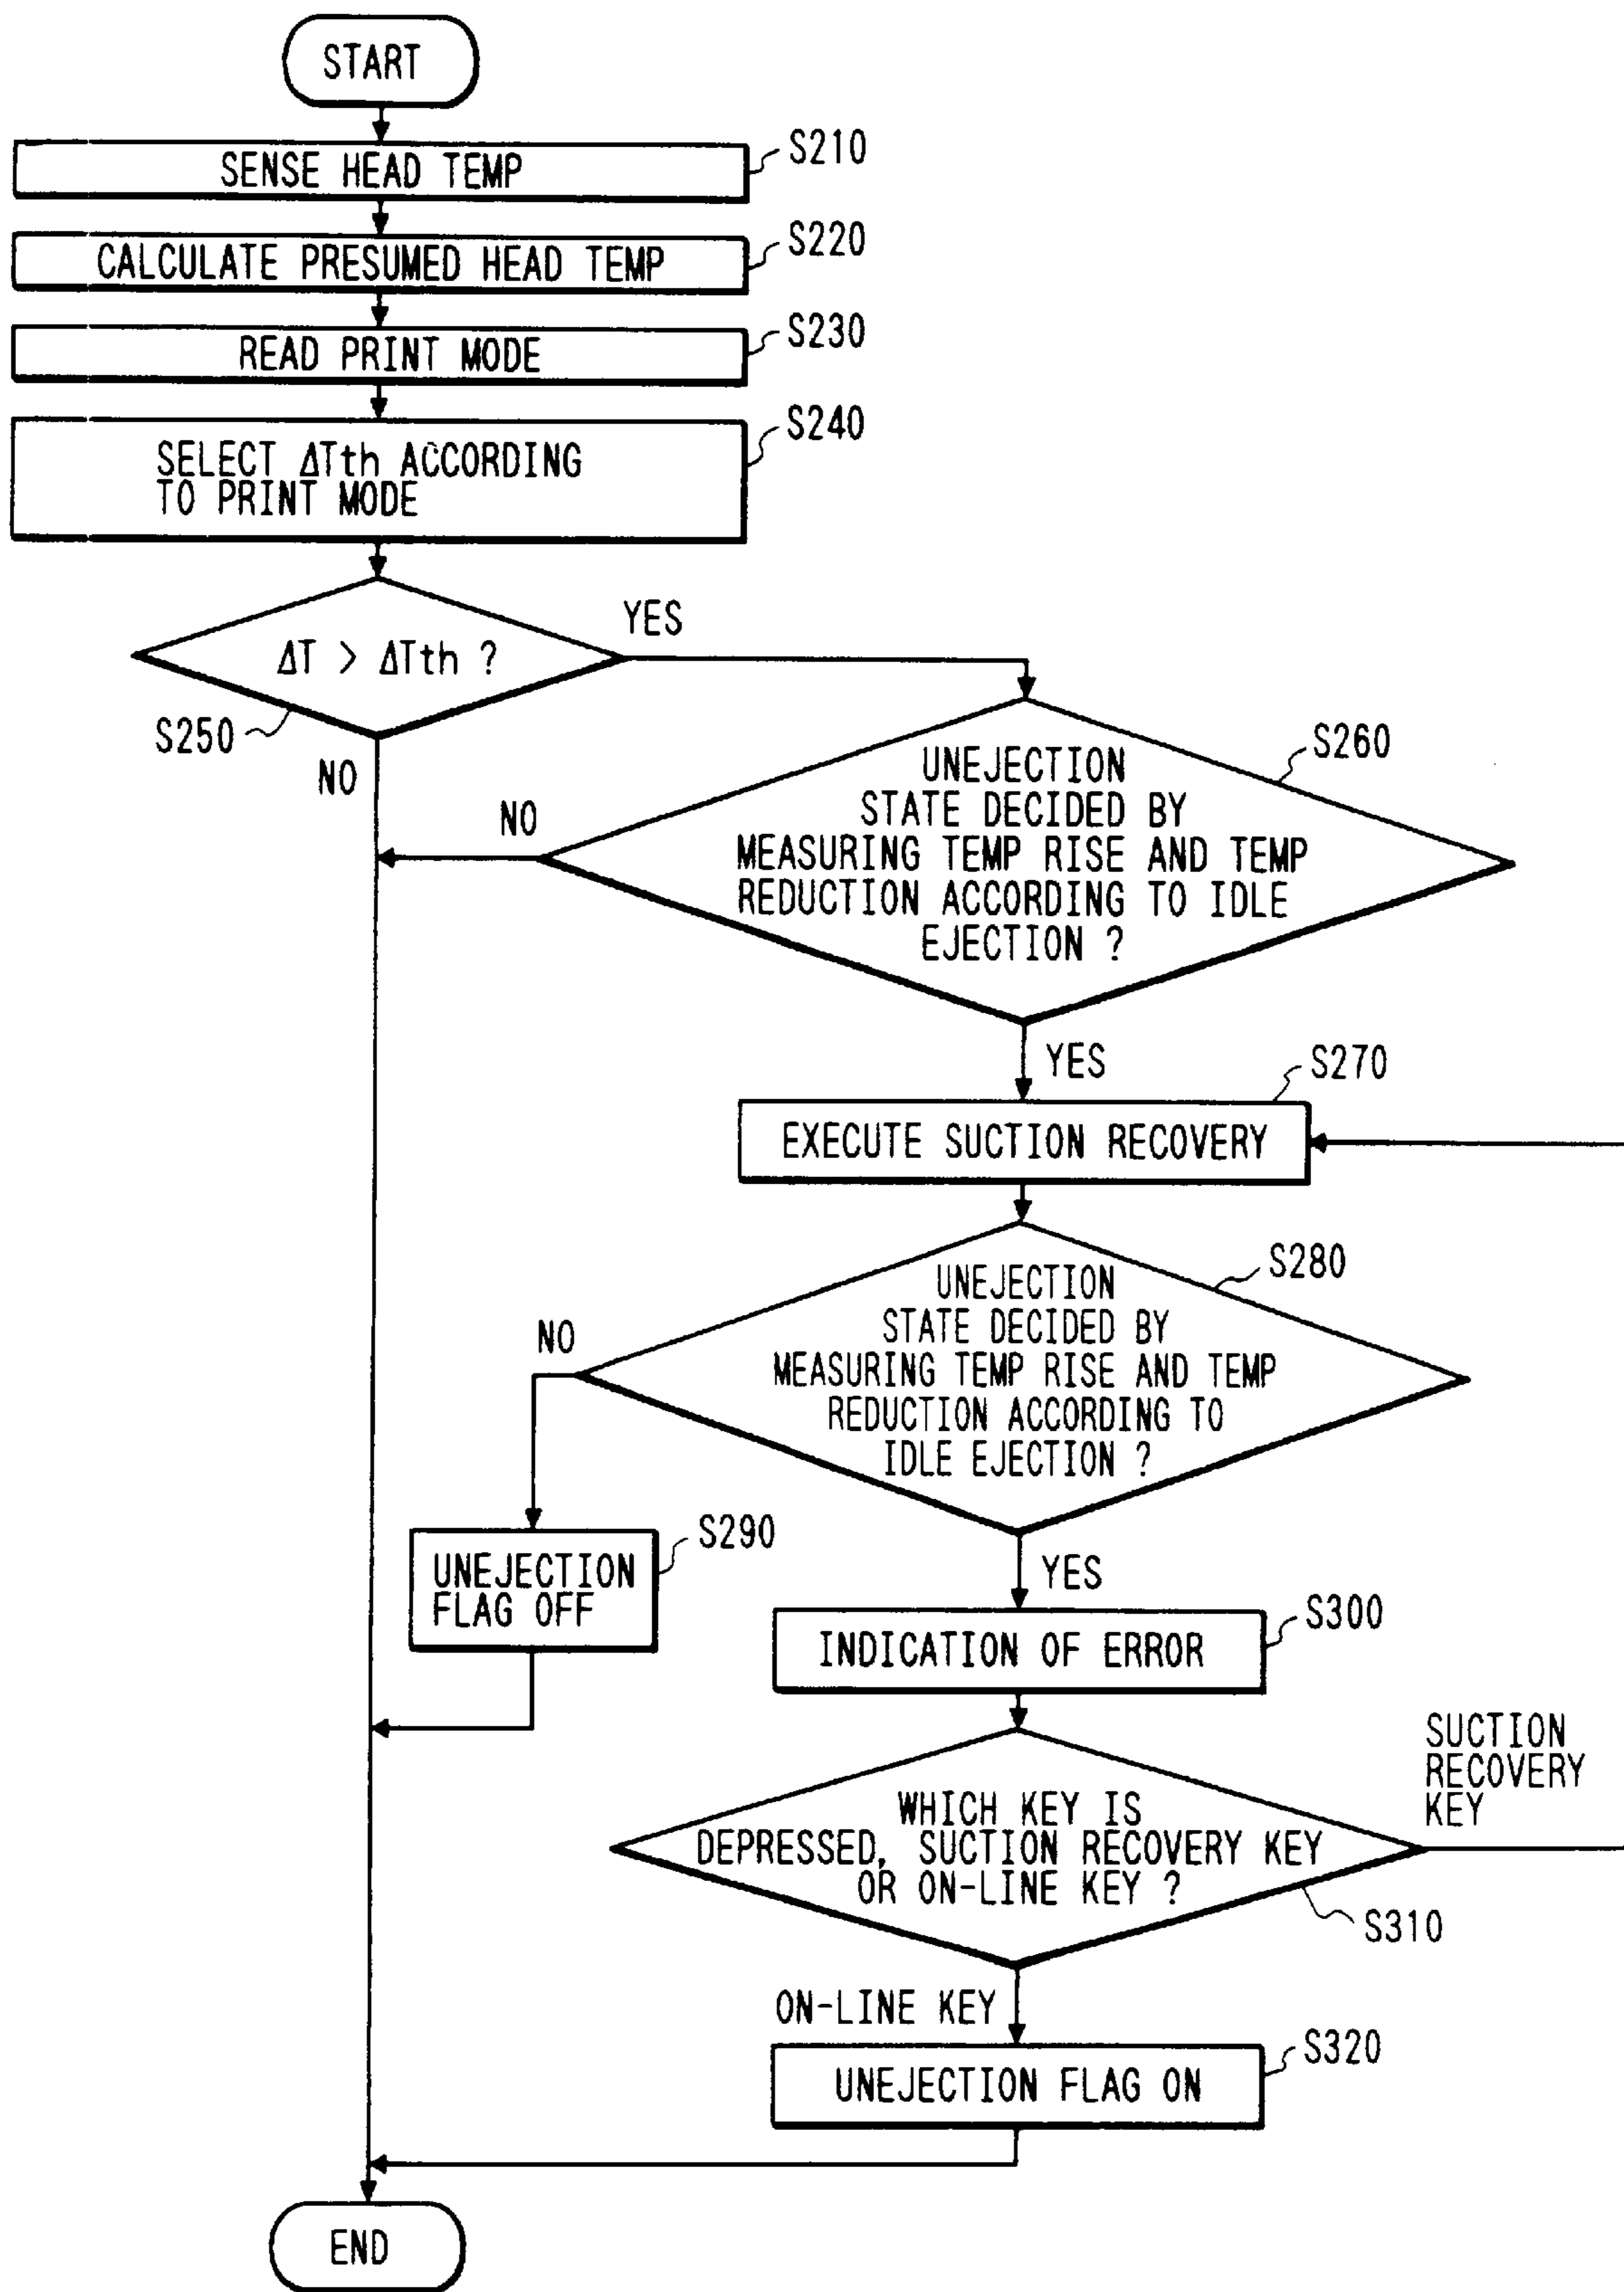 START
SENSE HEAD TEMP
S210
CALCULATE PRESUMED HEAD TEMP
S220
READ PRINT MODE
S230
SELECT ΔTth ACCORDING
TO PRINT MODE
S240
ΔT > ΔTth ?
YES
S250
NO
UNEJECTION
STATE DECIDED BY
MEASURING TEMP RISE AND TEMP
REDUCTION ACCORDING TO IDLE
EJECTION ?
S260
NO
YES
EXECUTE SUCTION RECOVERY
S270
UNEJECTION
STATE DECIDED BY
MEASURING TEMP RISE AND TEMP
REDUCTION ACCORDING TO
IDLE EJECTION ?
S280
NO
UNEJECTION
FLAG OFF
S290
YES
INDICATION OF ERROR
S300
WHICH KEY IS
DEPRESSED, SUCTION RECOVERY KEY
OR ON-LINE KEY ?
SUCTION
RECOVERY
KEY
S310
ON-LINE KEY
UNEJECTION FLAG ON
S320
END